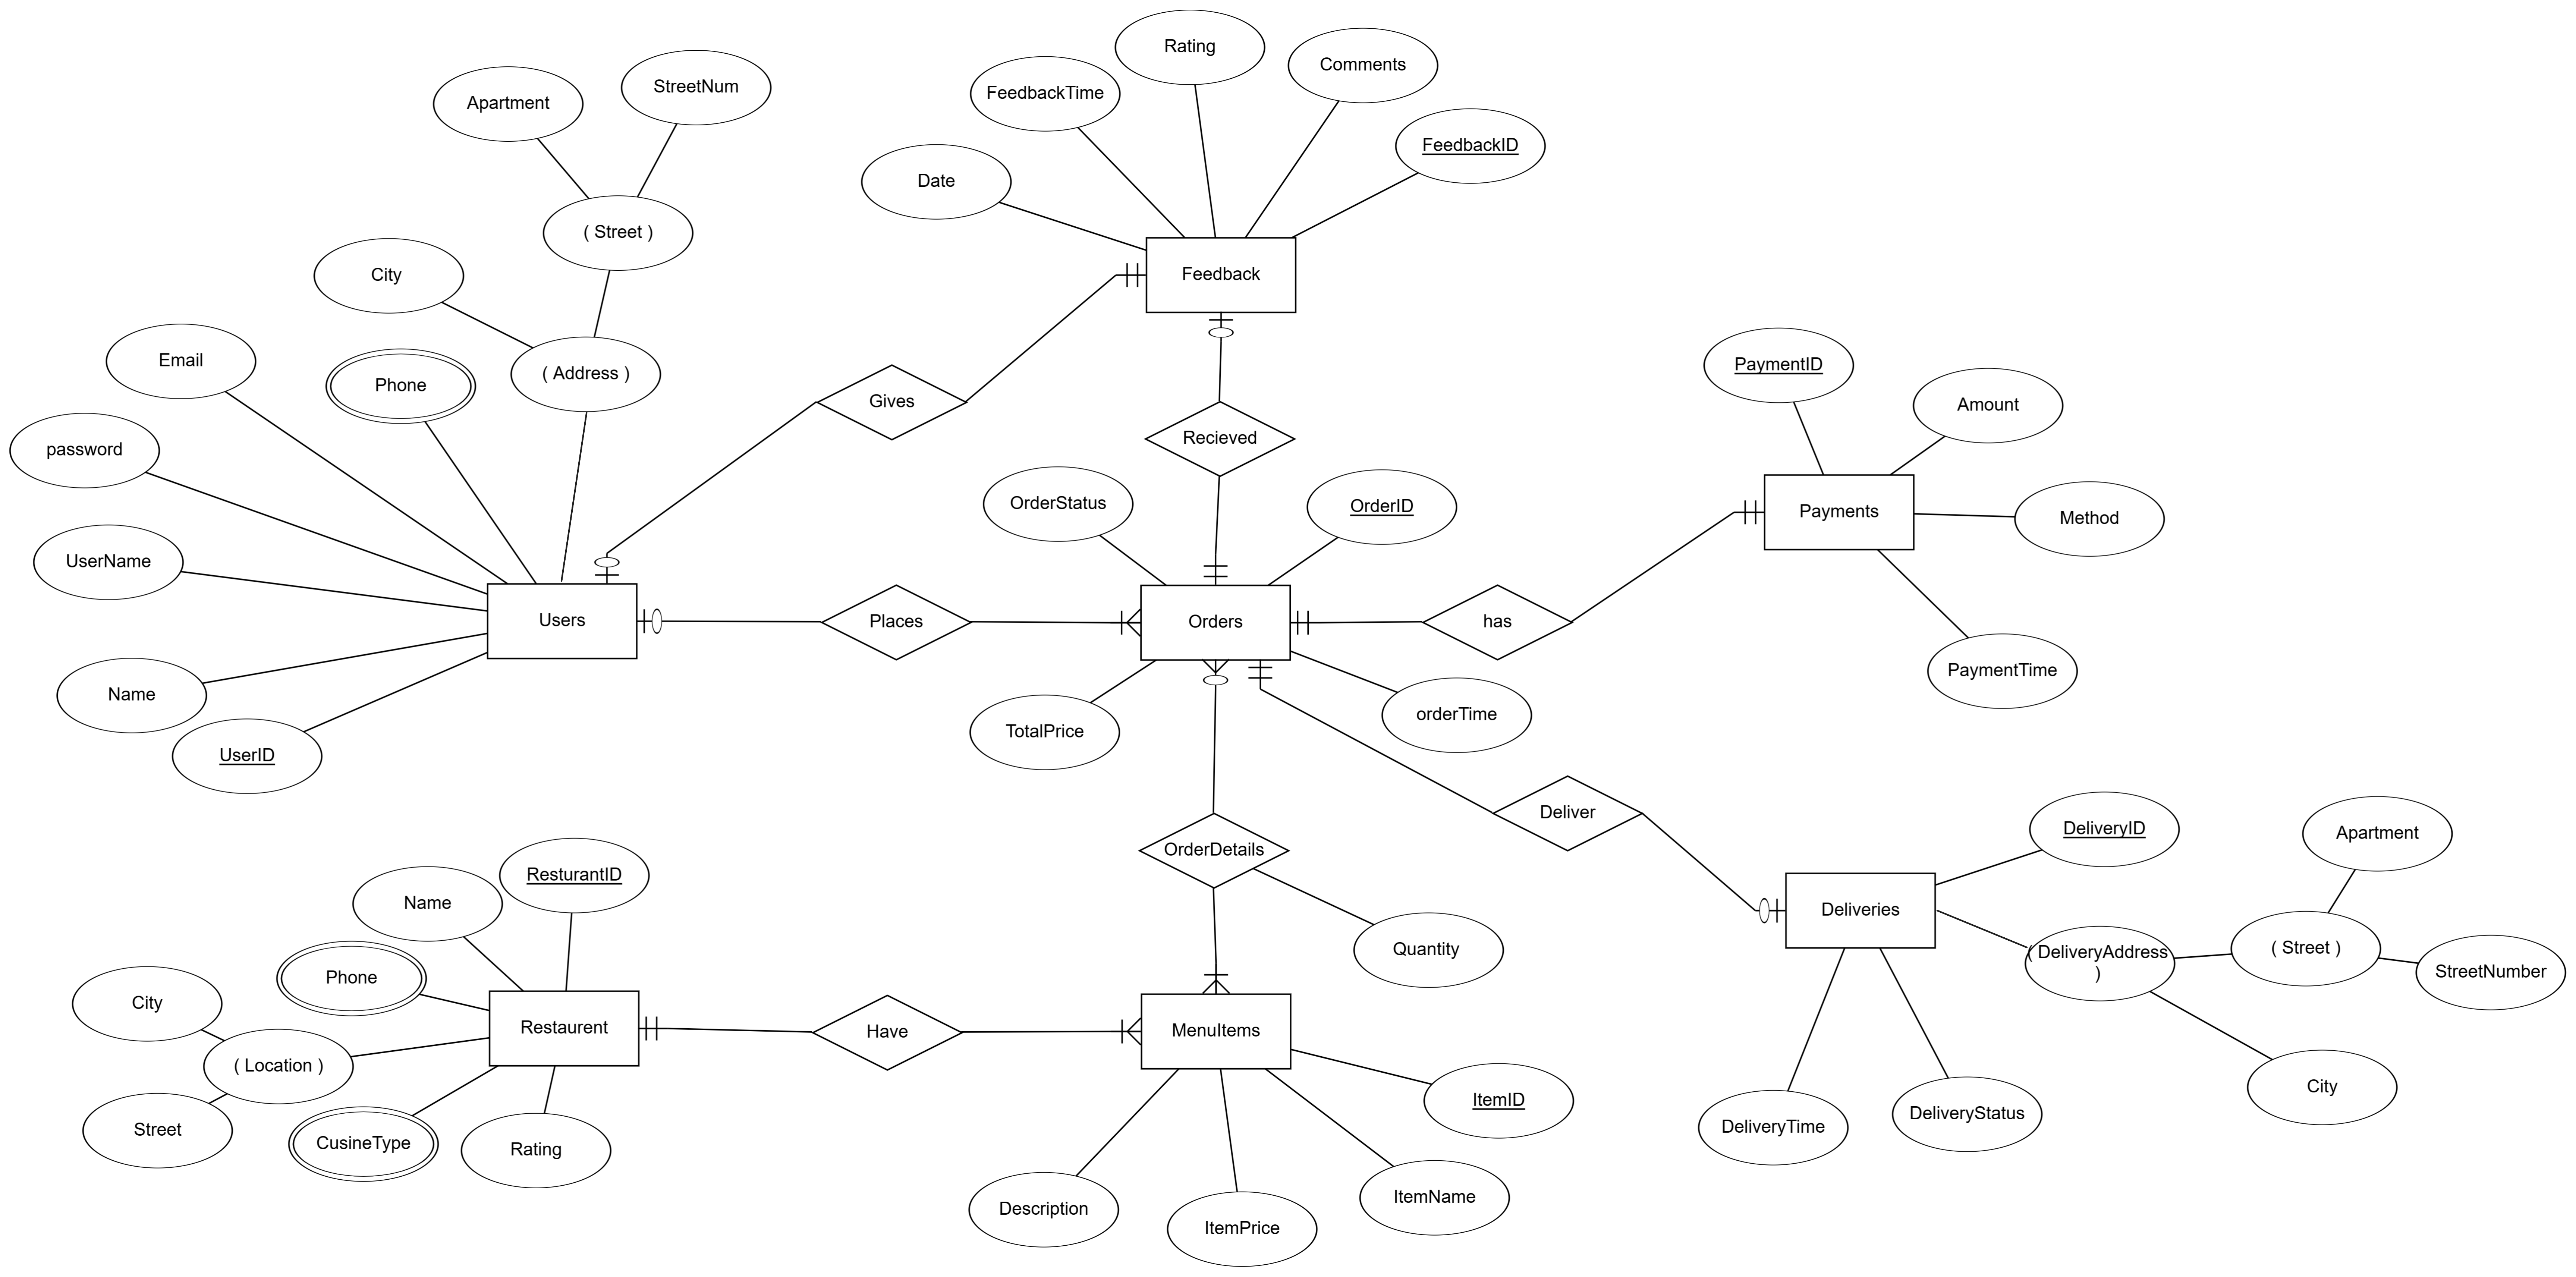 Rating
Comments
StreetNum
FeedbackTime
Apartment
FeedbackID
Date
( Street )
Feedback
City
Email
PaymentID
( Address )
Phone
Gives
Amount
Recieved
password
OrderStatus
OrderID
Payments
Method
UserName
Users
Places
Orders
has
PaymentTime
Name
orderTime
TotalPrice
UserID
Deliver
DeliveryID
Apartment
OrderDetails
ResturantID
Name
Deliveries
Quantity
( Street )
( DeliveryAddress
)
StreetNumber
Phone
City
Restaurent
Have
MenuItems
( Location )
City
ItemID
DeliveryStatus
DeliveryTime
Street
CusineType
Rating
ItemName
Description
ItemPrice